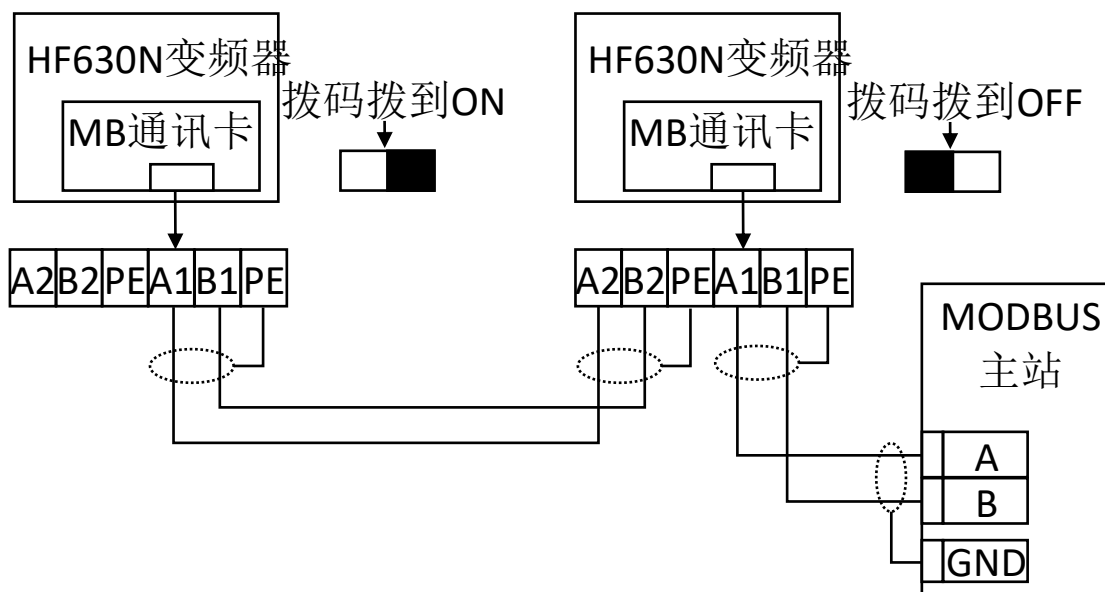 HF630N变频器
拨码拨到ON
MB通讯卡
HF630N变频器
拨码拨到OFF
MB通讯卡
A2 B2 PE A1 B1 PE
A2 B2 PE A1 B1 PE
MODBUS
主站
A
B
GND